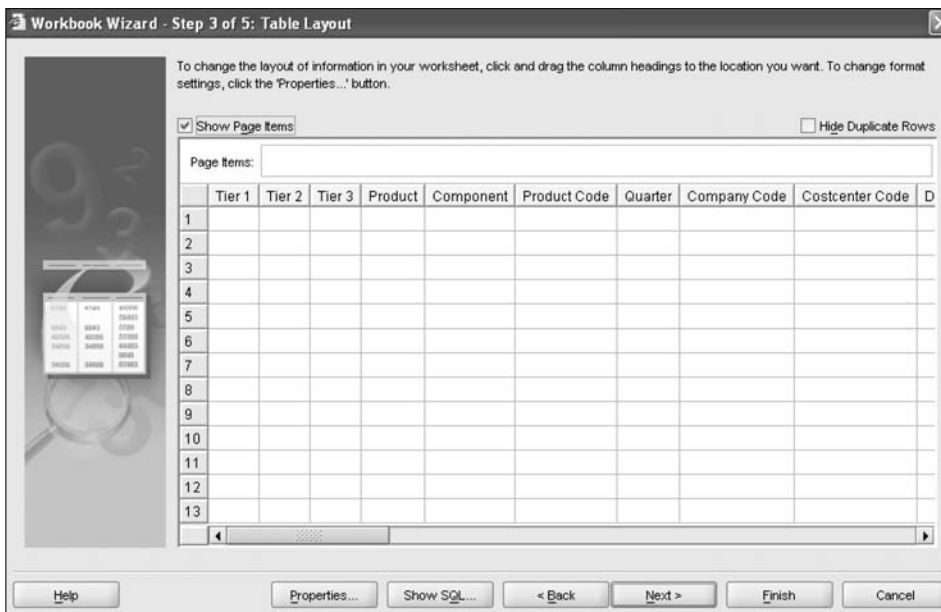 Workbook Wizard - Step 3 of 5: Table Layout
To change the layout of information in your worksheet, click and drag the column headings to the location you want. To change format
settings, click the 'Properties...' button.
Show Page Items Hide Duplicate Rows
Page Items:
Tier 1 Tier 2 Tier 3 Product Component Product Code Quarter Company Code Costcenter Code D
1
2
3
4
5
6
7
8
9
10
11
12
13
Help Properties... Show SQL... < Back Next > Finish Cancel